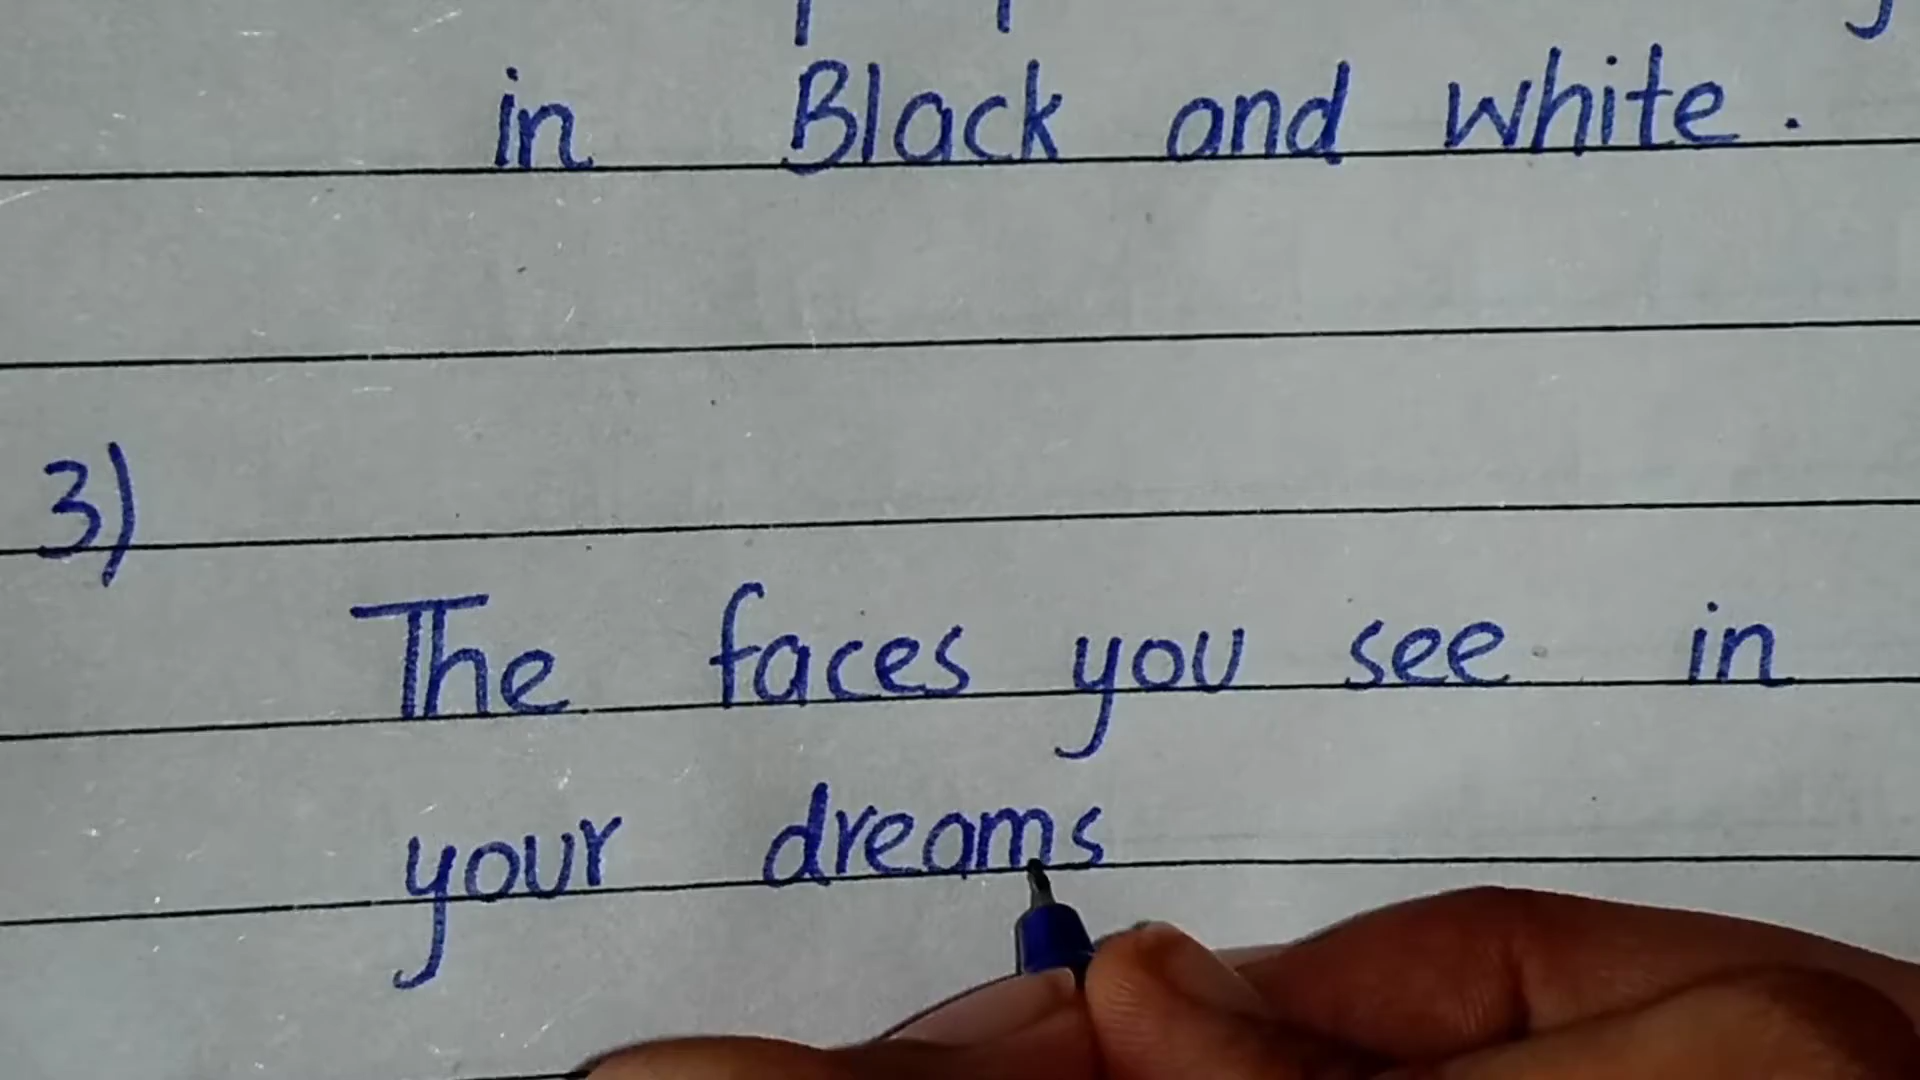 in Black and white.
3)
The faces you see in
your dreams